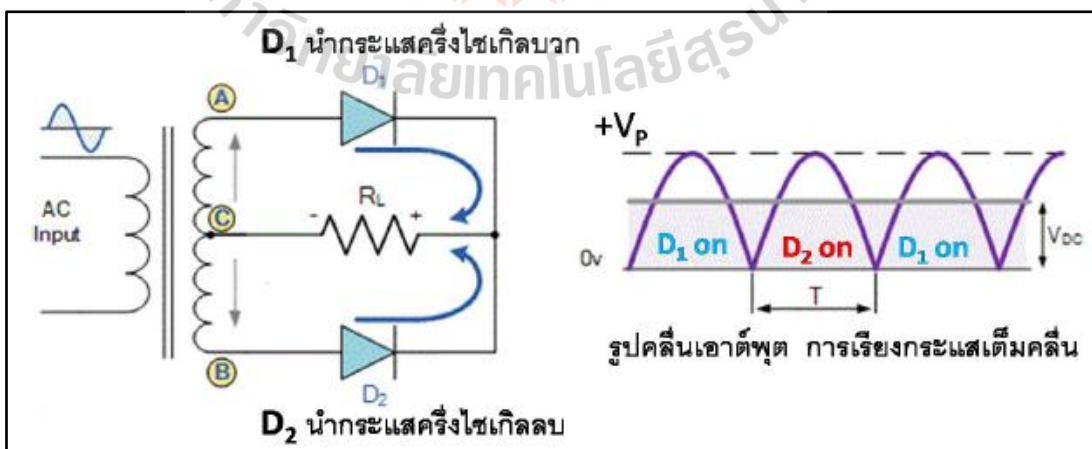 D₁ นำกระแสครึ่งไซเกิลบวก
D₁
A
AC
Input
C
- R_L +
B
D₂
D₂ นำกระแสครึ่งไซเกิลลบ
+V_P
0v
D₁ on D₂ on D₁ on
V_DC
T
รูปคลื่นเอาต์พุต การเรียงกระแสเต็มคลื่น